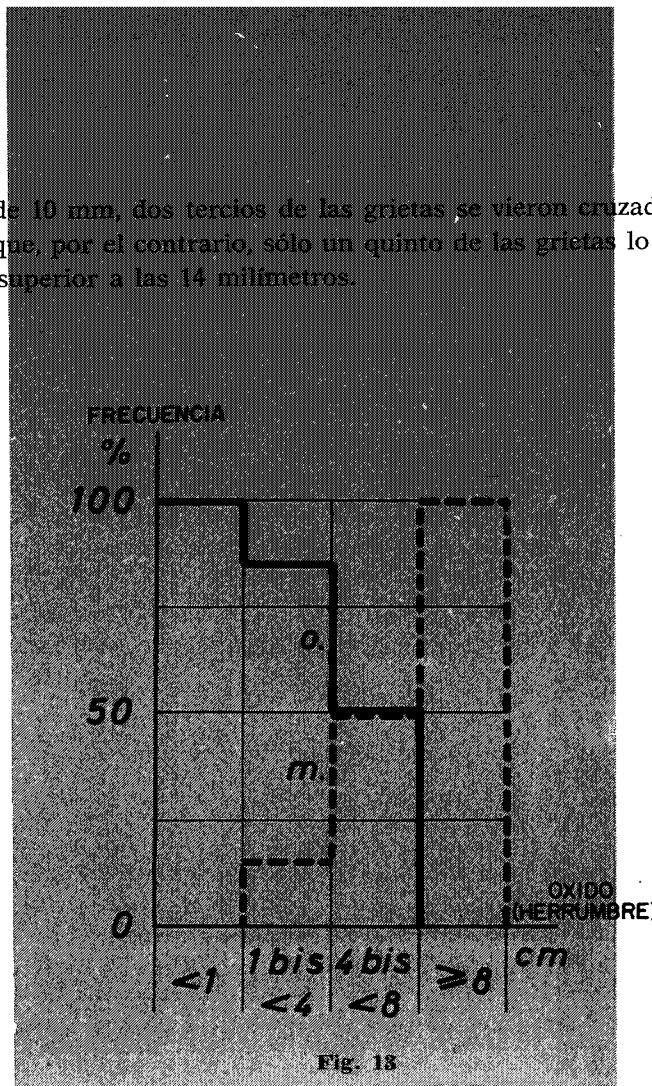 de 10 mm, dos tercios de las grietas se vieron cruzad
que, por el contrario, sólo un quinto de las grietas lo
superior a las 14 milímetros.
FRECUENCIA
%
100
o.
50
m.
0
OXIDO
(HERRUMBRE)
<1 1 bis 4 bis ≥8 cm
<4 <8
Fig. 13